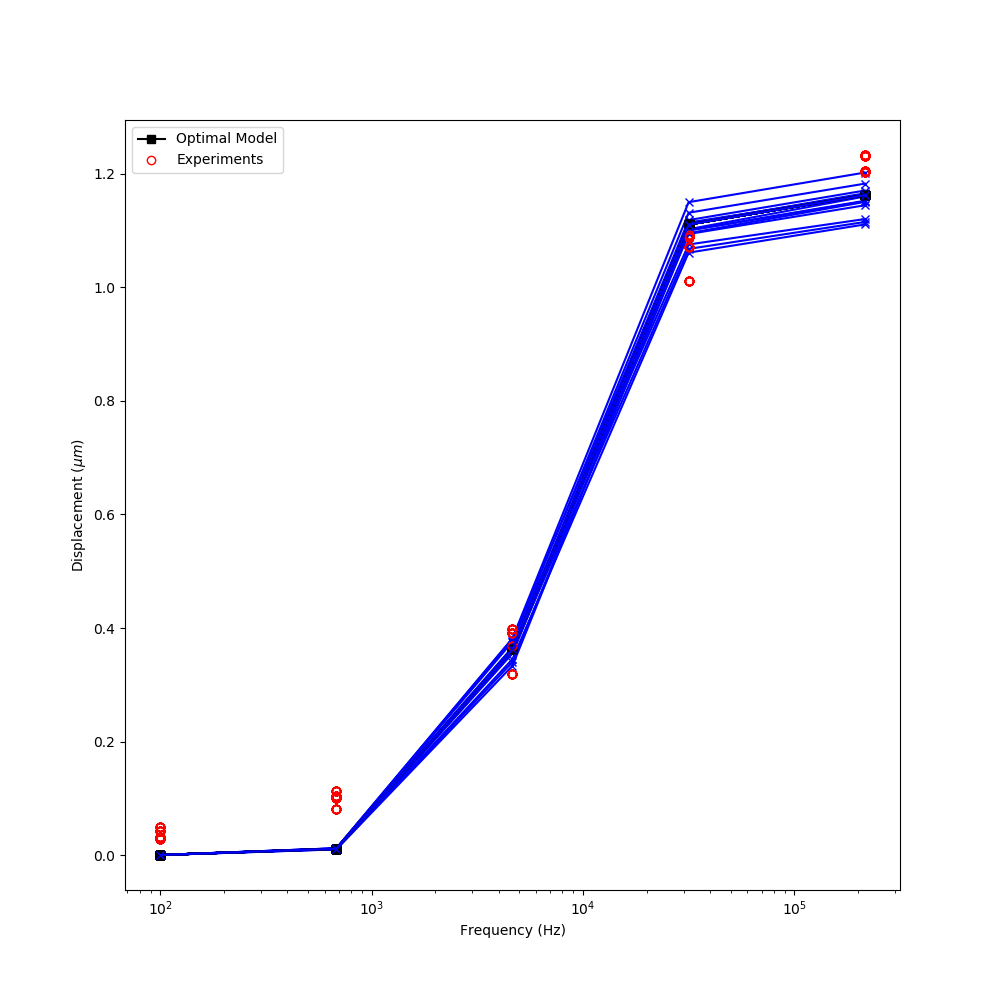 Optimal Model
Experiments
1.2
1.0
0.8
0.6
0.4
0.2
0.0
Displacement (μm)
10²
10³
10⁴
10⁵
Frequency (Hz)